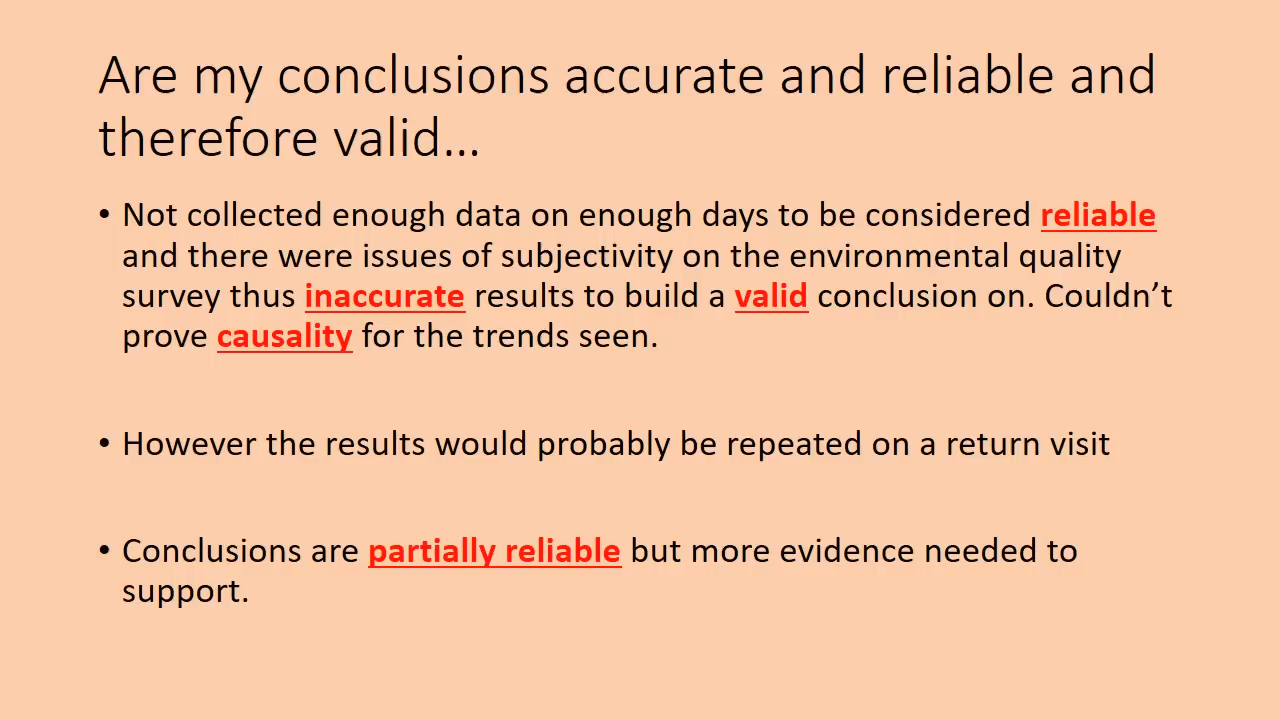 Are my conclusions accurate and reliable and
therefore valid...
• Not collected enough data on enough days to be considered reliable
and there were issues of subjectivity on the environmental quality
survey thus inaccurate results to build a valid conclusion on. Couldn’t
prove causality for the trends seen.
• However the results would probably be repeated on a return visit
• Conclusions are partially reliable but more evidence needed to
support.